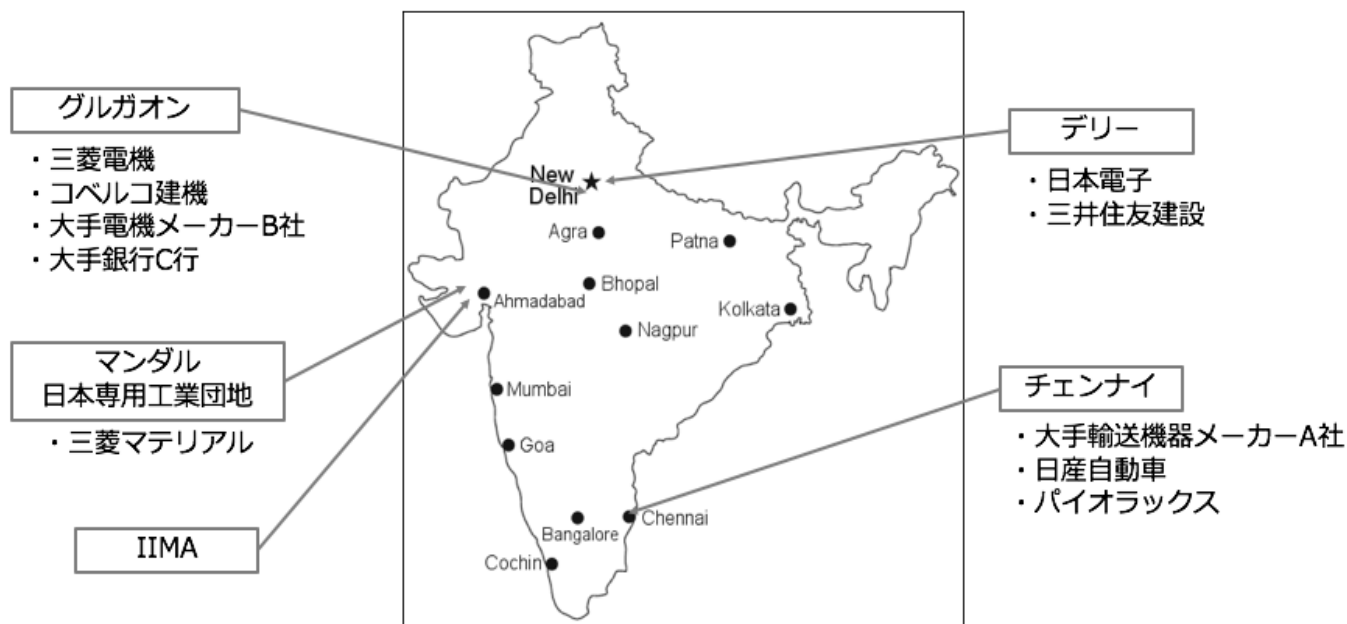 グルガオン
・三菱電機
・コベルコ建機
・大手電機メーカーB社
・大手銀行C行
マンダル
日本専用工業団地
・三菱マテリアル
IIMA
New
Delhi
Agra
Patna
Bhopal
Ahmadabad
Kolkata
Nagpur
Mumbai
Goa
Chennai
Bangalore
Cochin
デリー
・日本電子
・三井住友建設
チェンナイ
・大手輸送機器メーカーA社
・日産自動車
・パイオラックス